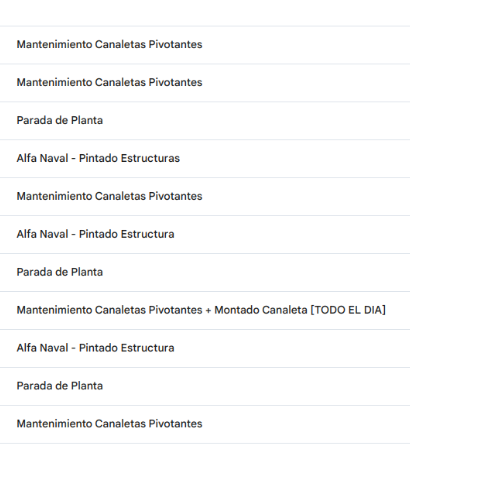 Mantenimiento Canaletas Pivotantes
Mantenimiento Canaletas Pivotantes
Parada de Planta
Alfa Naval - Pintado Estructuras
Mantenimiento Canaletas Pivotantes
Alfa Naval - Pintado Estructura
Parada de Planta
Mantenimiento Canaletas Pivotantes + Montado Canaleta [TODO EL DIA]
Alfa Naval - Pintado Estructura
Parada de Planta
Mantenimiento Canaletas Pivotantes